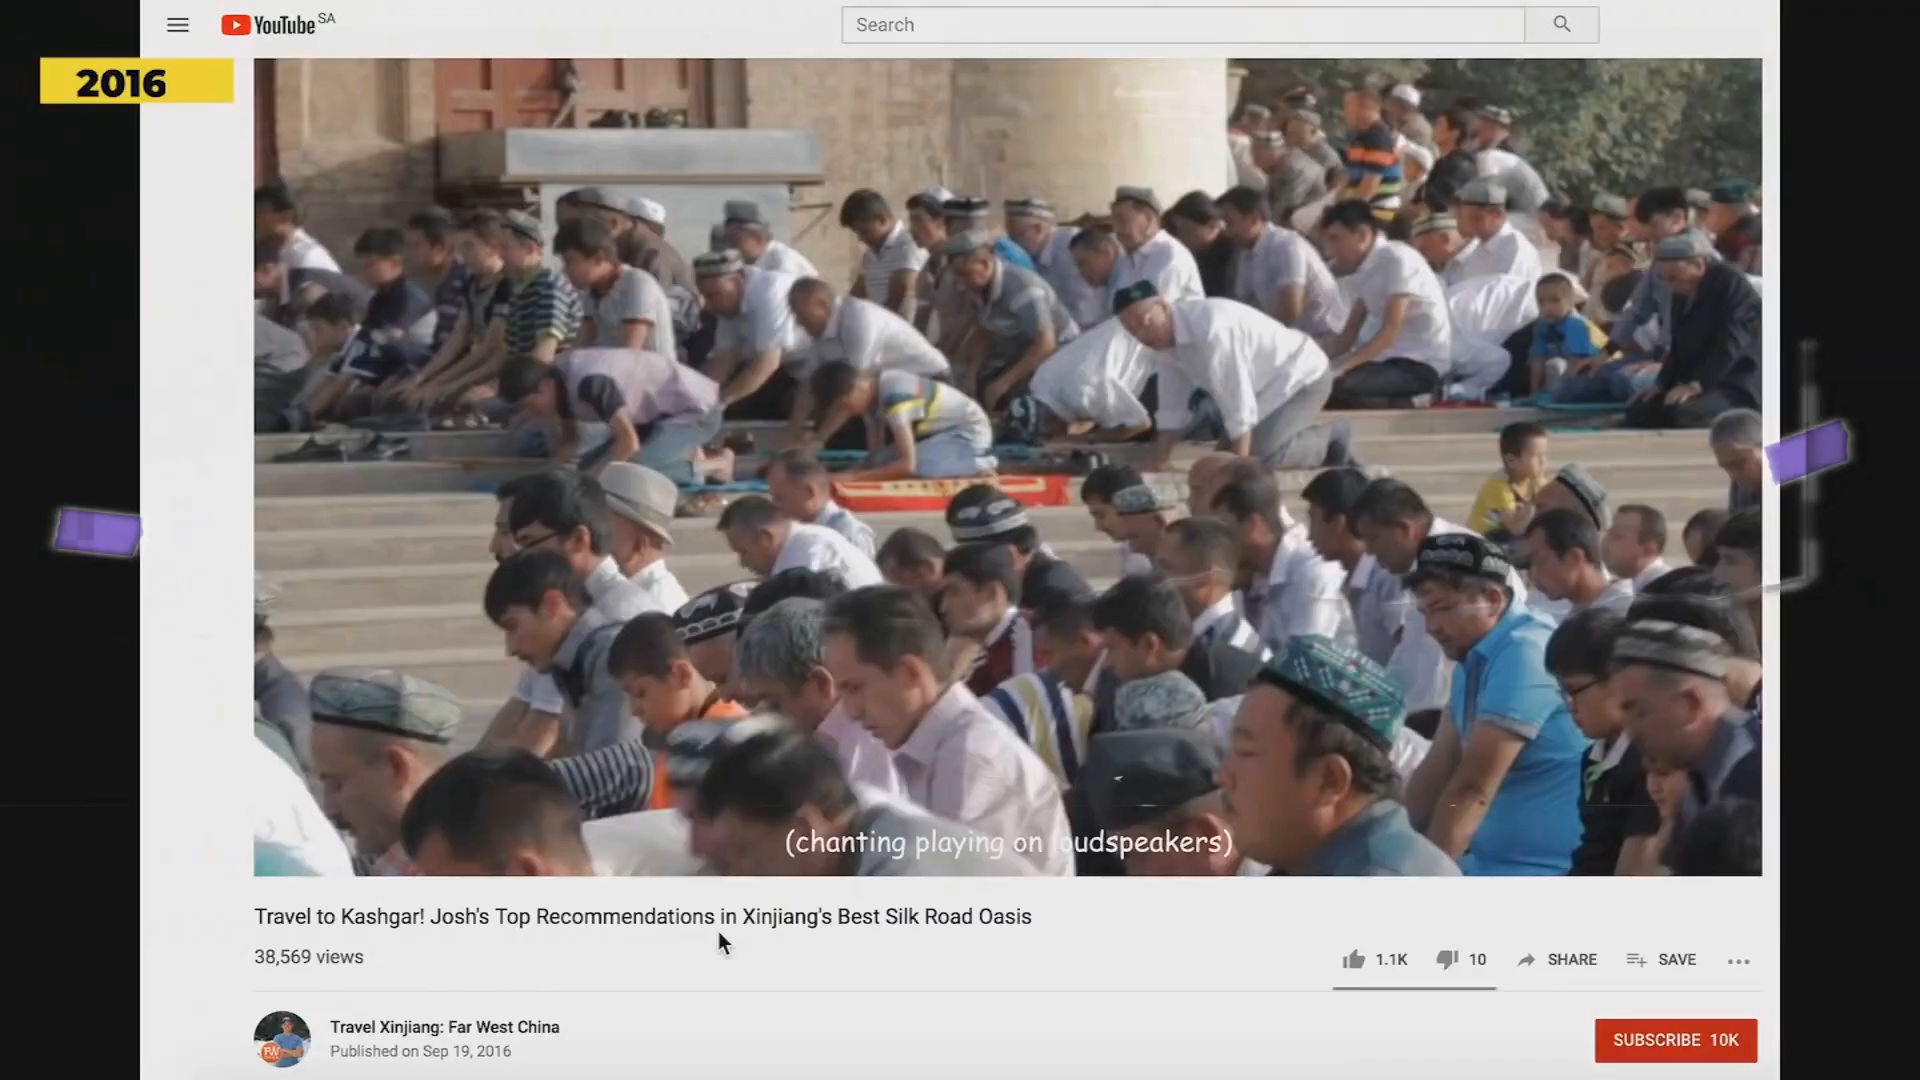 YouTube SA
Search
2016
(chanting playing on loudspeakers)
Travel to Kashgar! Josh's Top Recommendations in Xinjiang's Best Silk Road Oasis
38,569 views
1.1K
10
SHARE
SAVE
Travel Xinjiang: Far West China
Published on Sep 19, 2016
SUBSCRIBE 10K